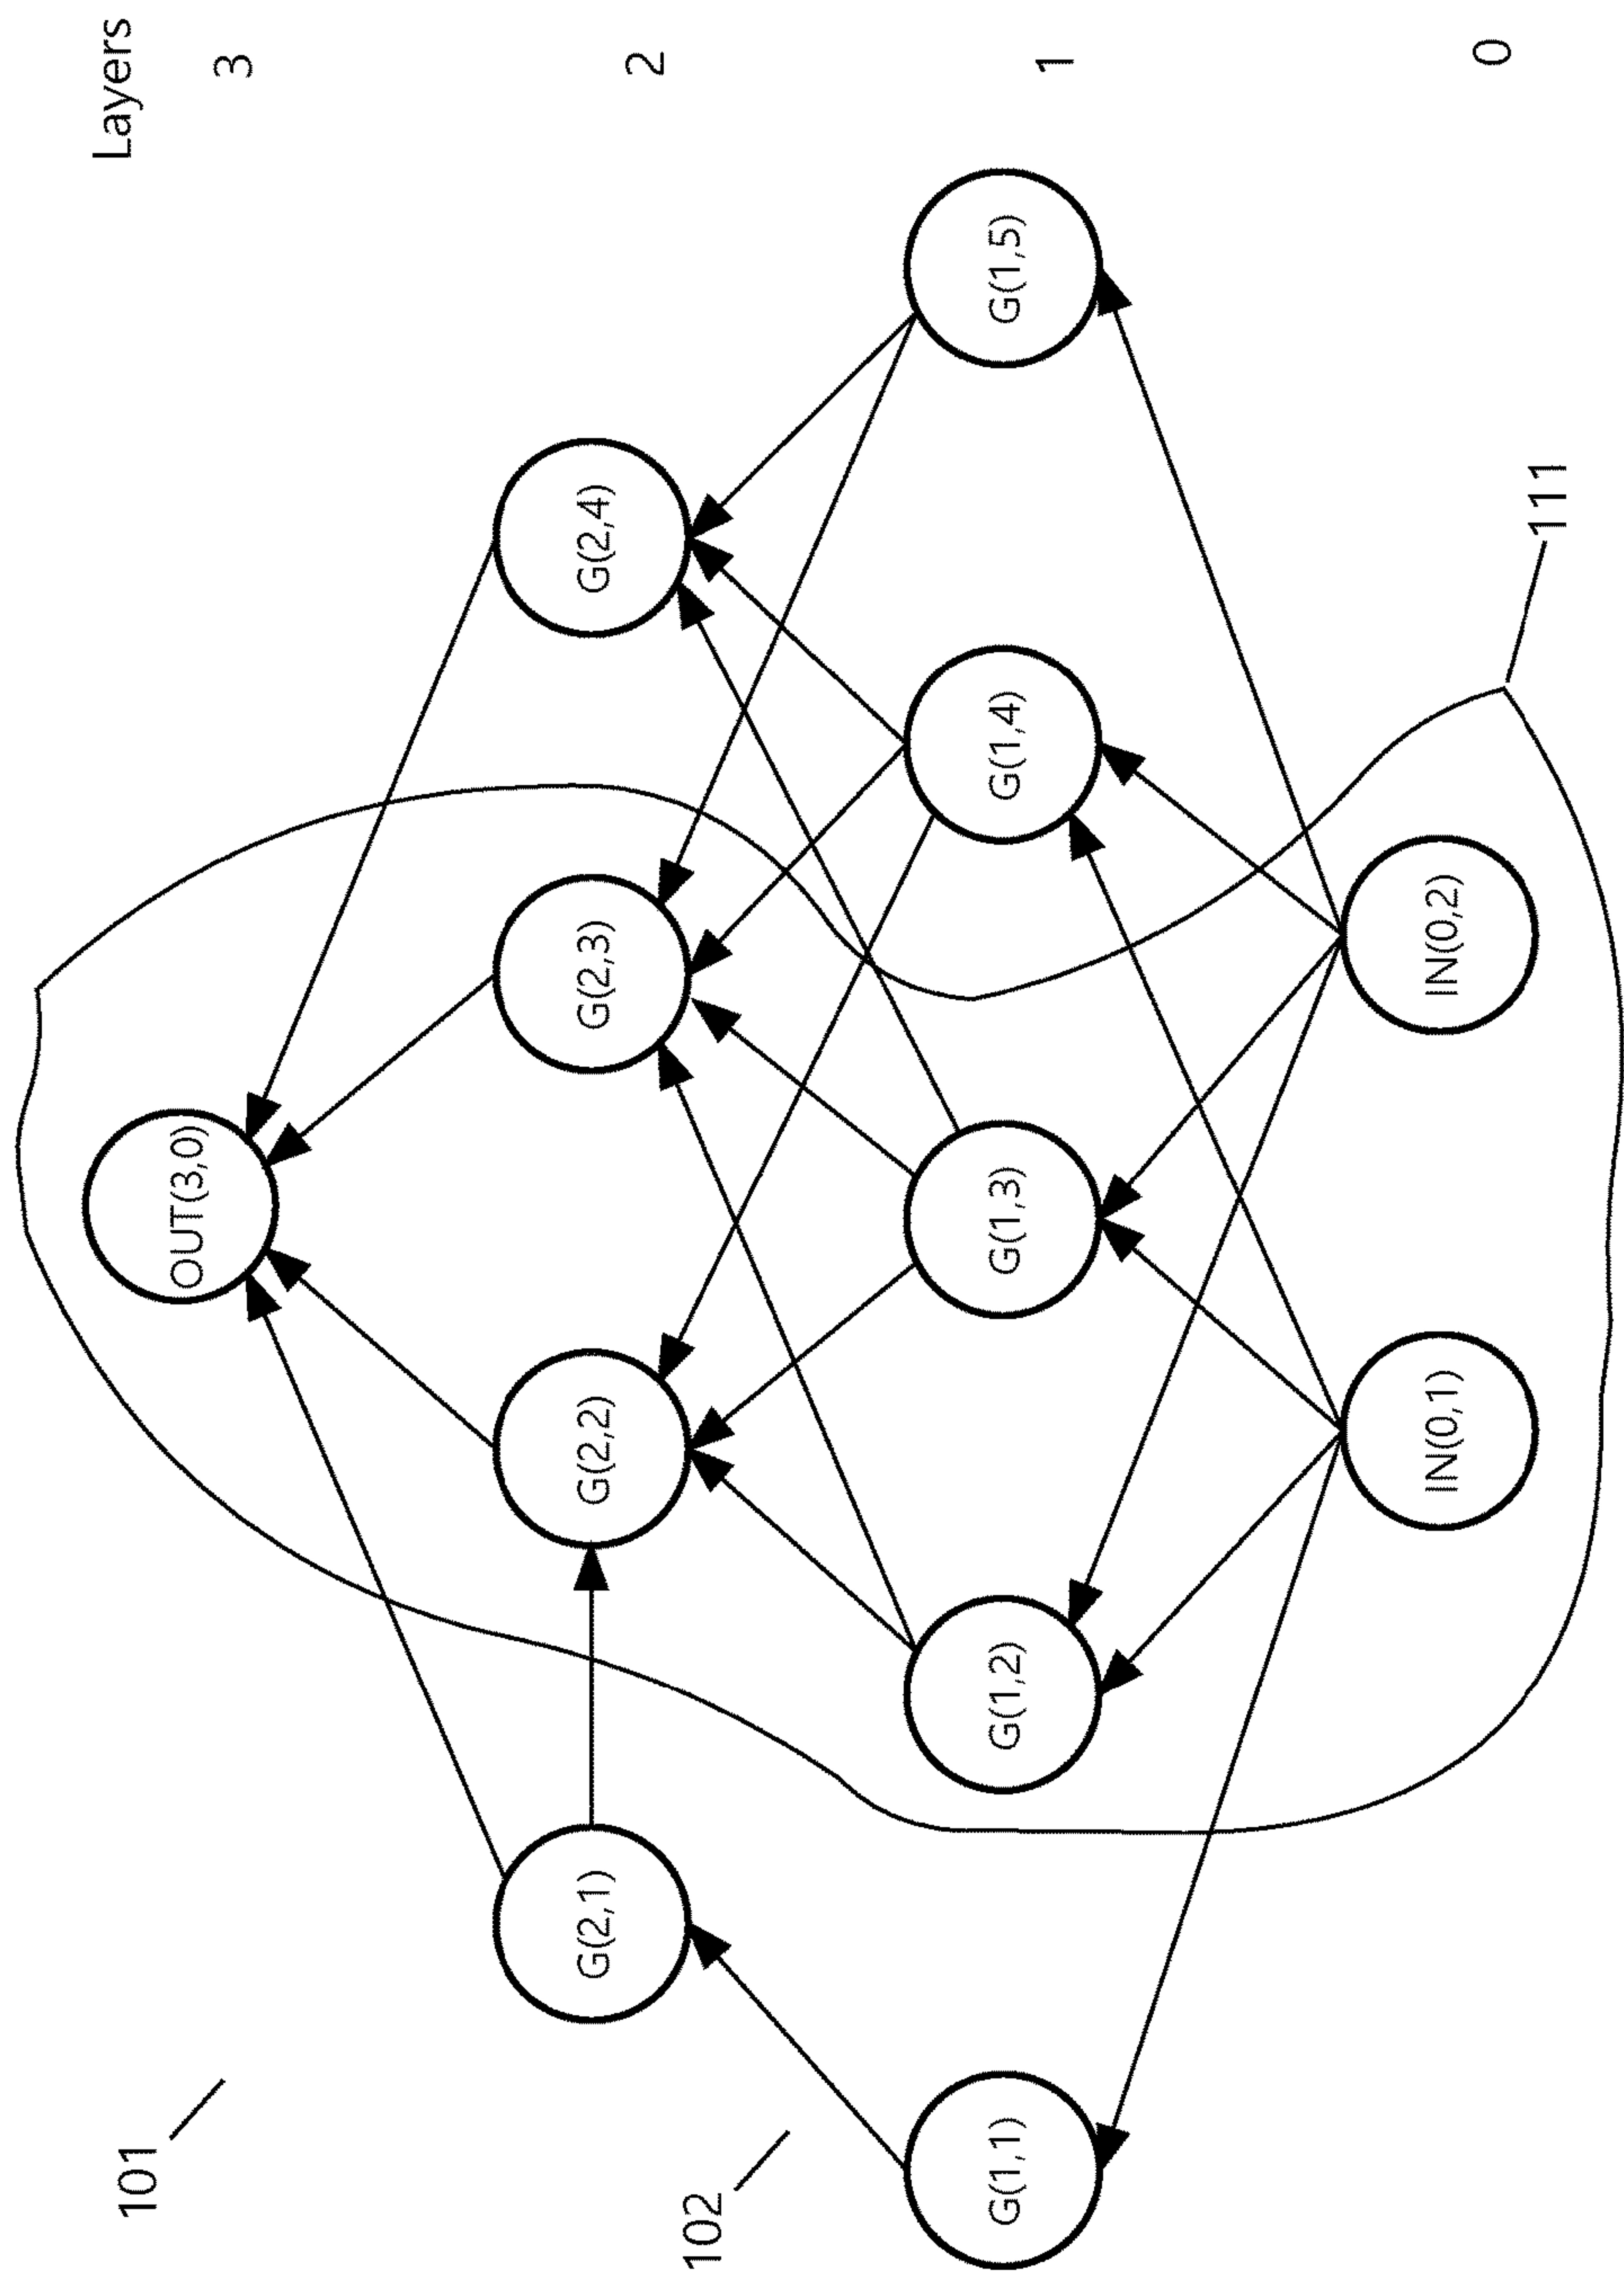 Layers
101
OUT(3,0)
3
102
G(2,1)
G(2,2)
G(2,3)
G(2,4)
2
G(1,1)
G(1,2)
G(1,3)
G(1,4)
G(1,5)
1
IN(0,1)
IN(0,2)
0
111